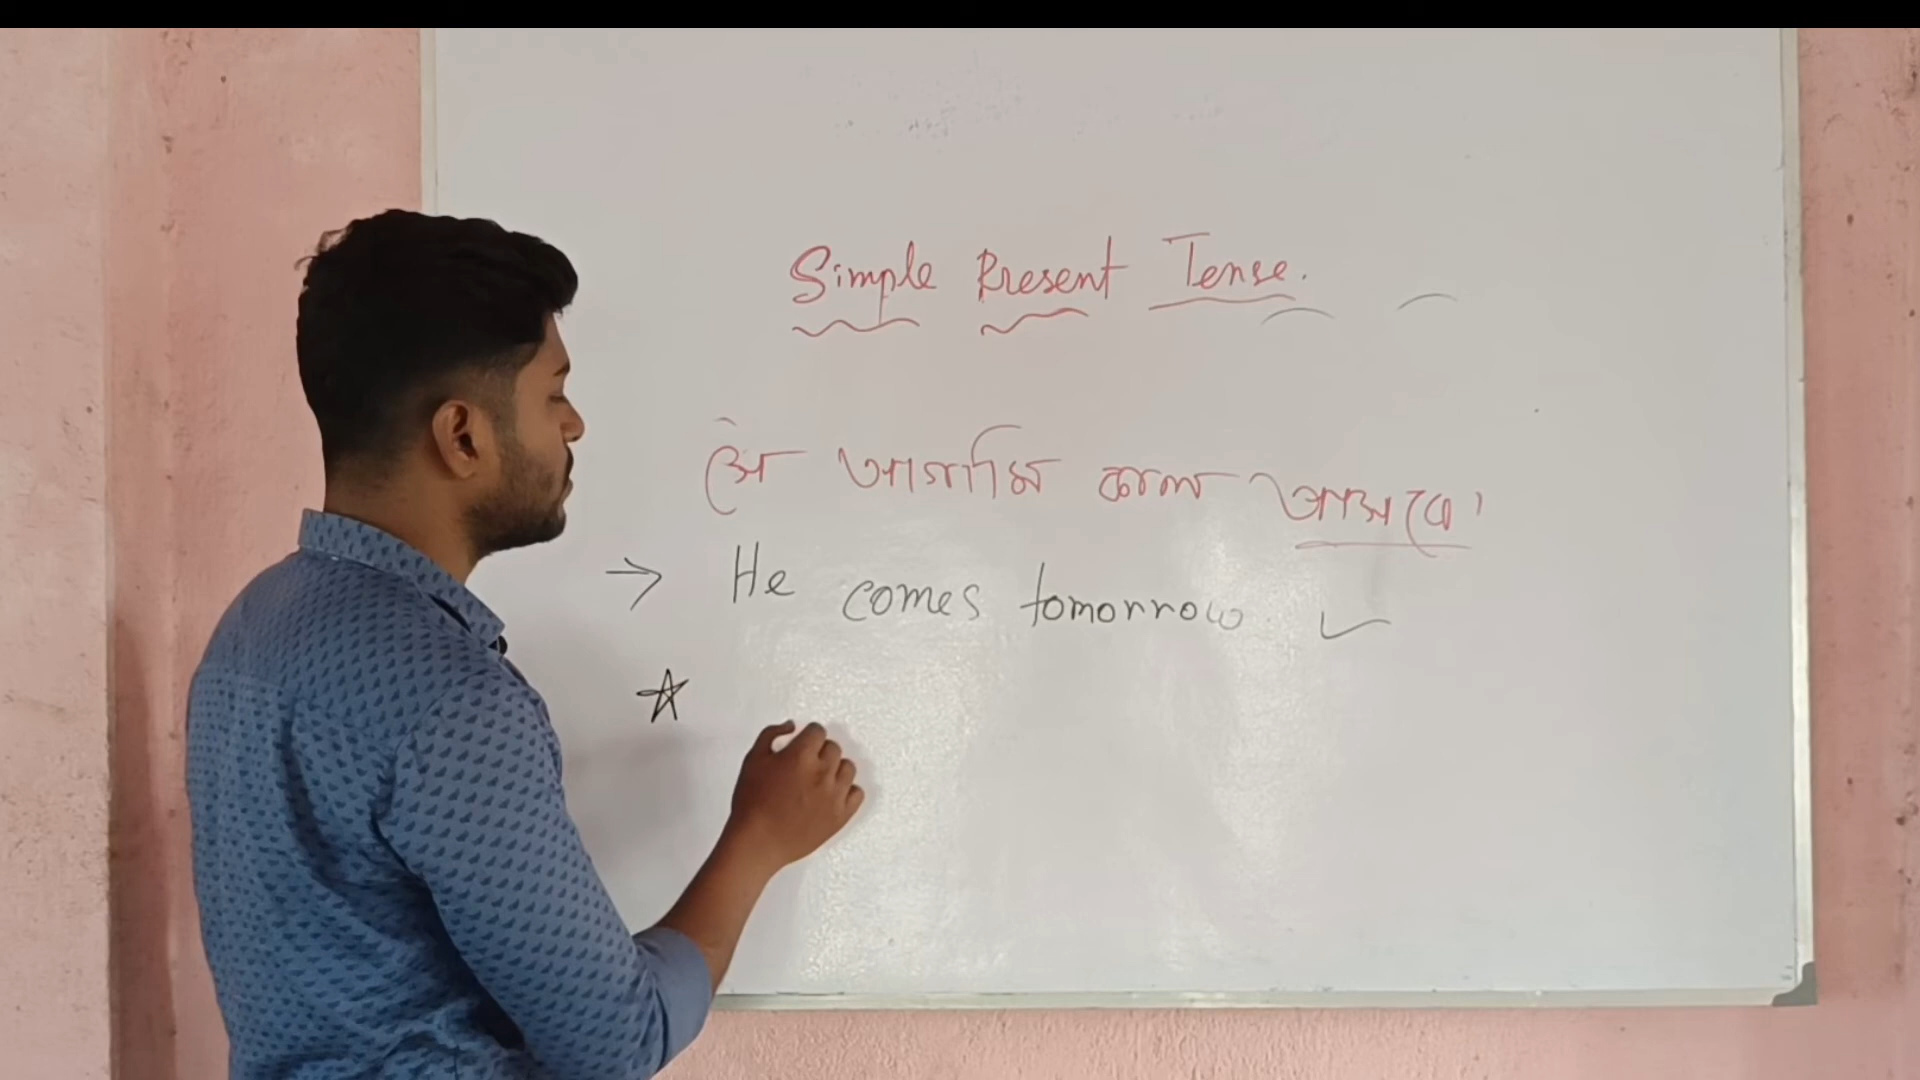 Simple Present Tense.
সে আগামি কাল আসবে।
→ He comes tomorrow ✓
☆